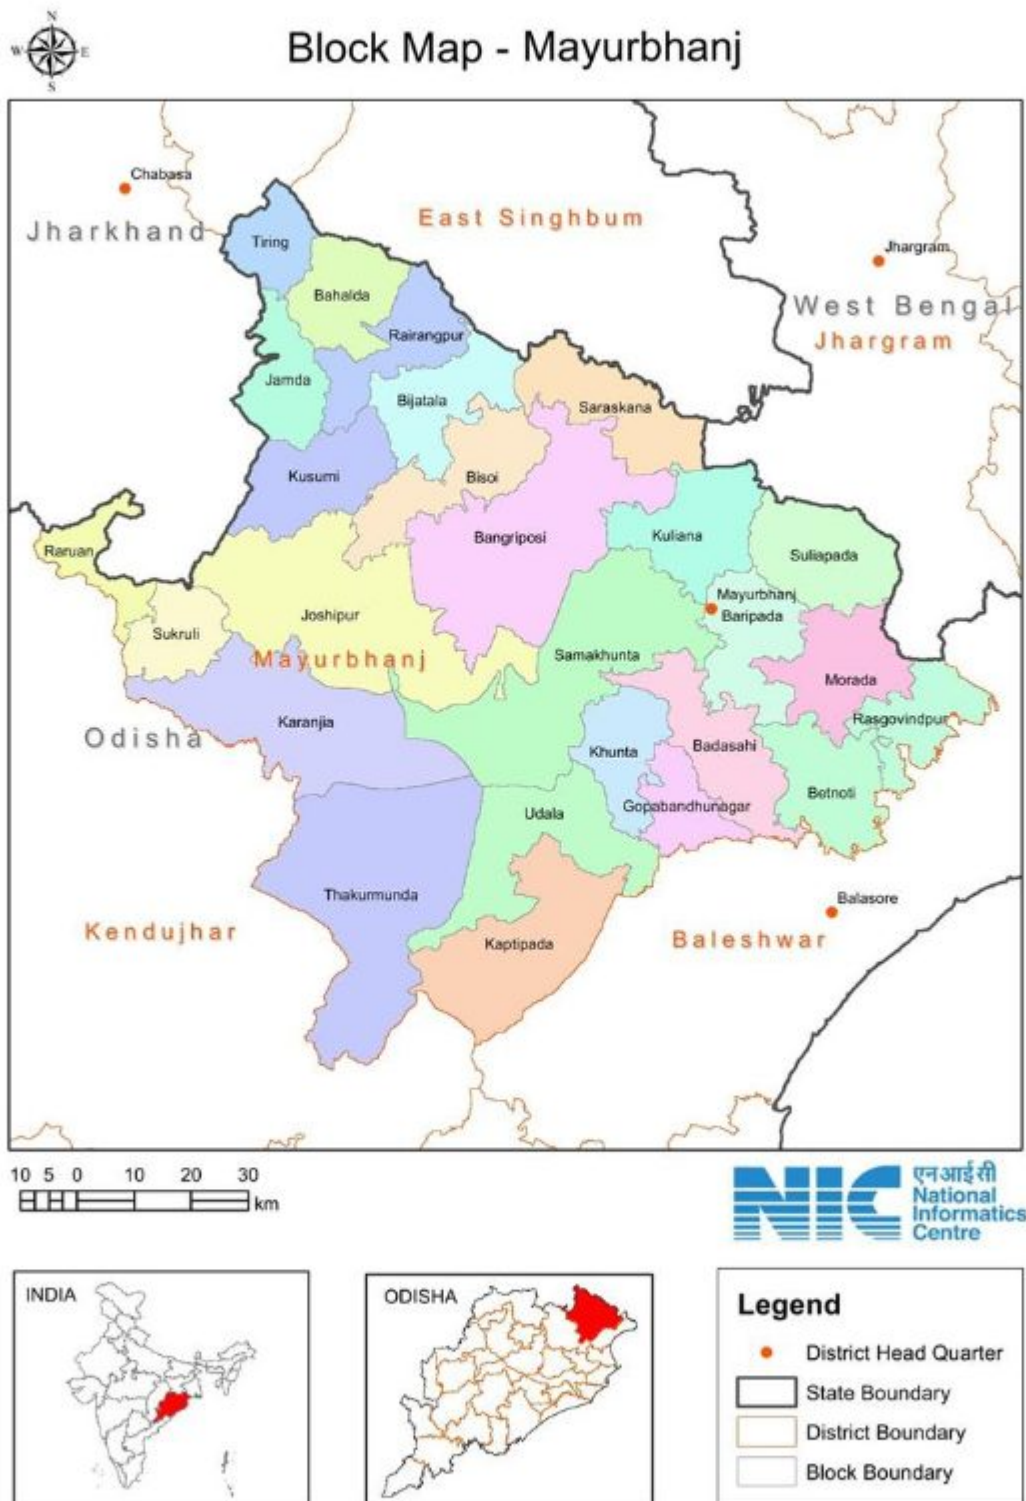 Block Map - Mayurbhanj
N
W
E
S
Chabasa
Jharkhand
East Singhbum
Tiring
Jhargram
Bahalda
West Bengal
Rairangpur
Jhargram
Jamda
Bijatala
Saraskana
Kusumi
Bisoi
Bangriposi
Kuliana
Raruan
Suliapada
Mayurbhanj
Joshipur
Baripada
Sukruli
Samakhunta
Mayurbhanj
Morada
Karanjia
Rasgovindpur
Odisha
Khunta
Badasahi
Betnoti
Gopabandhunagar
Udala
Thakurmunda
Balasore
Kendujhar
Kaptipada
Baleshwar
10 5 0 10 20 30
km
NIC
एनआईसी
National
Informatics
Centre
INDIA
ODISHA
Legend
District Head Quarter
State Boundary
District Boundary
Block Boundary